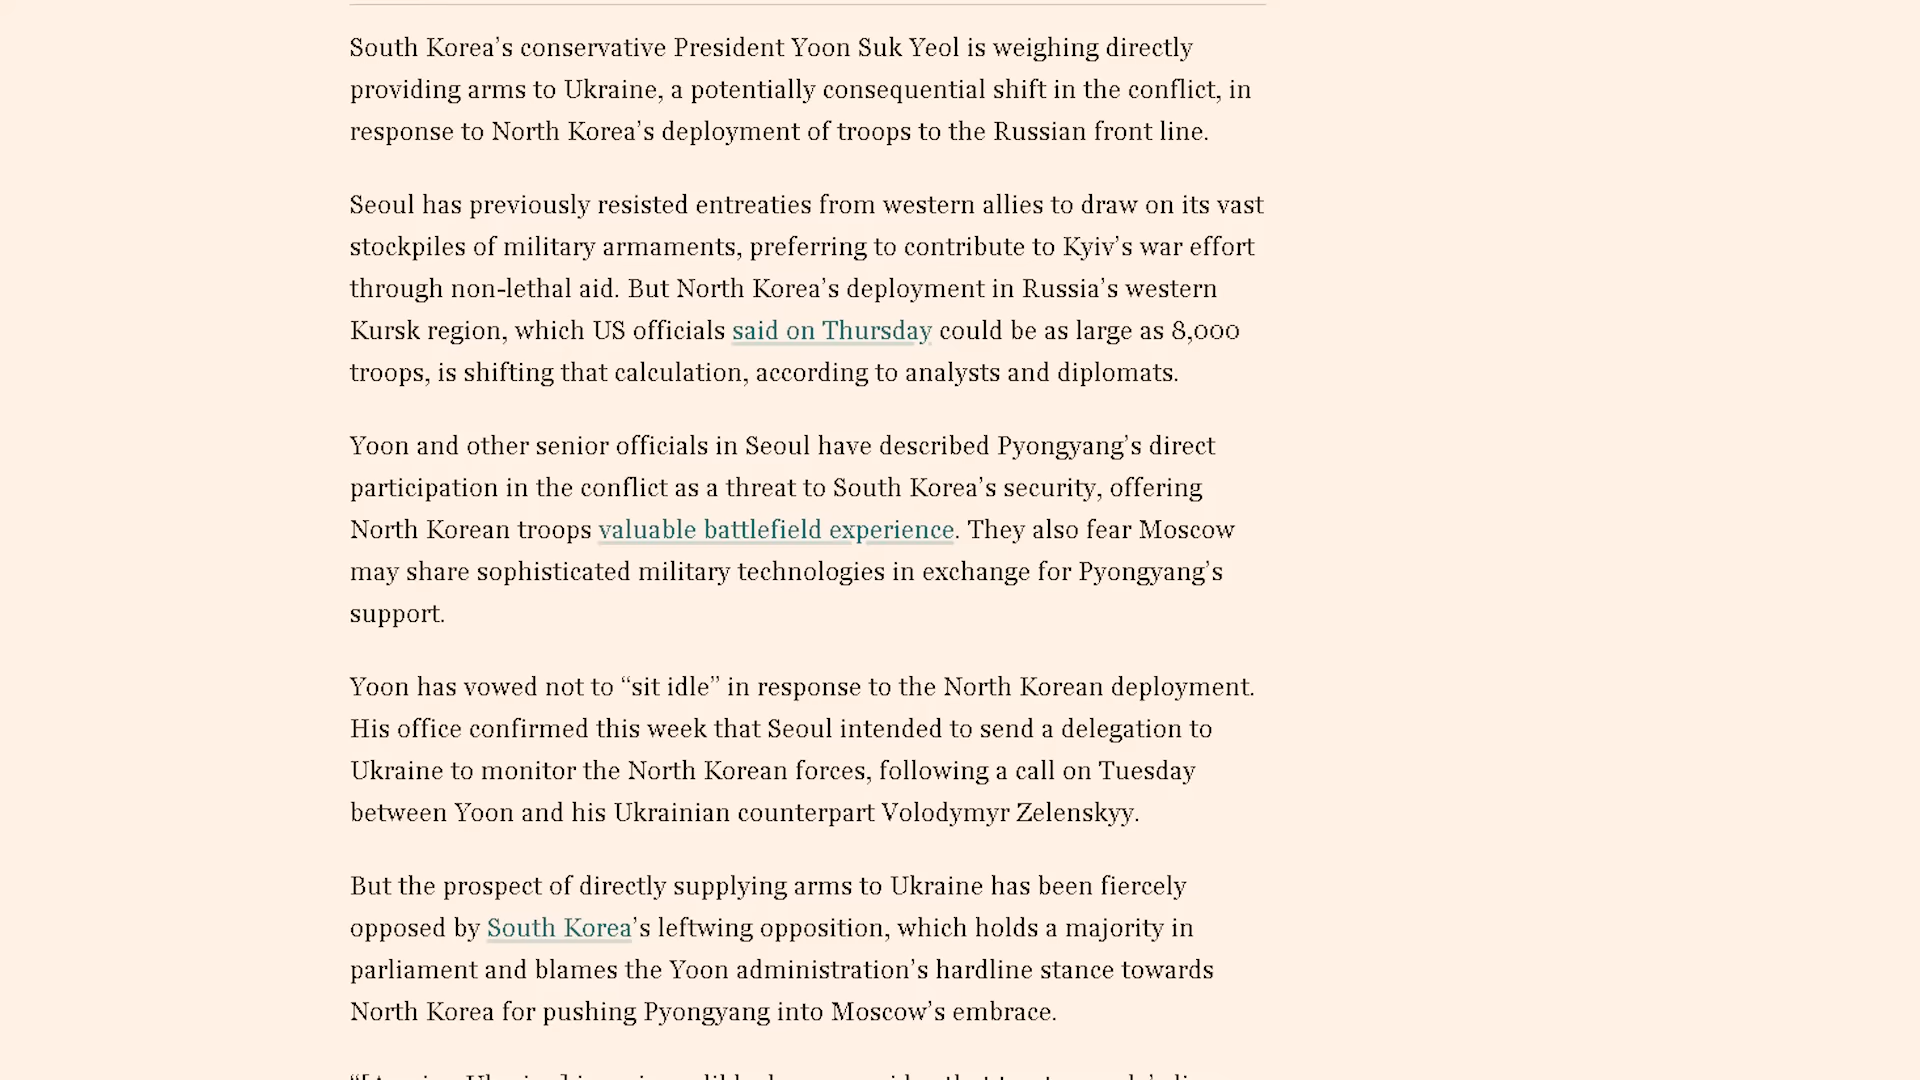 South Korea’s conservative President Yoon Suk Yeol is weighing directly
providing arms to Ukraine, a potentially consequential shift in the conflict, in
response to North Korea’s deployment of troops to the Russian front line.
Seoul has previously resisted entreaties from western allies to draw on its vast
stockpiles of military armaments, preferring to contribute to Kyiv’s war effort
through non-lethal aid. But North Korea’s deployment in Russia’s western
Kursk region, which US officials said on Thursday could be as large as 8,000
troops, is shifting that calculation, according to analysts and diplomats.
Yoon and other senior officials in Seoul have described Pyongyang’s direct
participation in the conflict as a threat to South Korea’s security, offering
North Korean troops valuable battlefield experience. They also fear Moscow
may share sophisticated military technologies in exchange for Pyongyang’s
support.
Yoon has vowed not to “sit idle” in response to the North Korean deployment.
His office confirmed this week that Seoul intended to send a delegation to
Ukraine to monitor the North Korean forces, following a call on Tuesday
between Yoon and his Ukrainian counterpart Volodymyr Zelenskyy.
But the prospect of directly supplying arms to Ukraine has been fiercely
opposed by South Korea’s leftwing opposition, which holds a majority in
parliament and blames the Yoon administration’s hardline stance towards
North Korea for pushing Pyongyang into Moscow’s embrace.